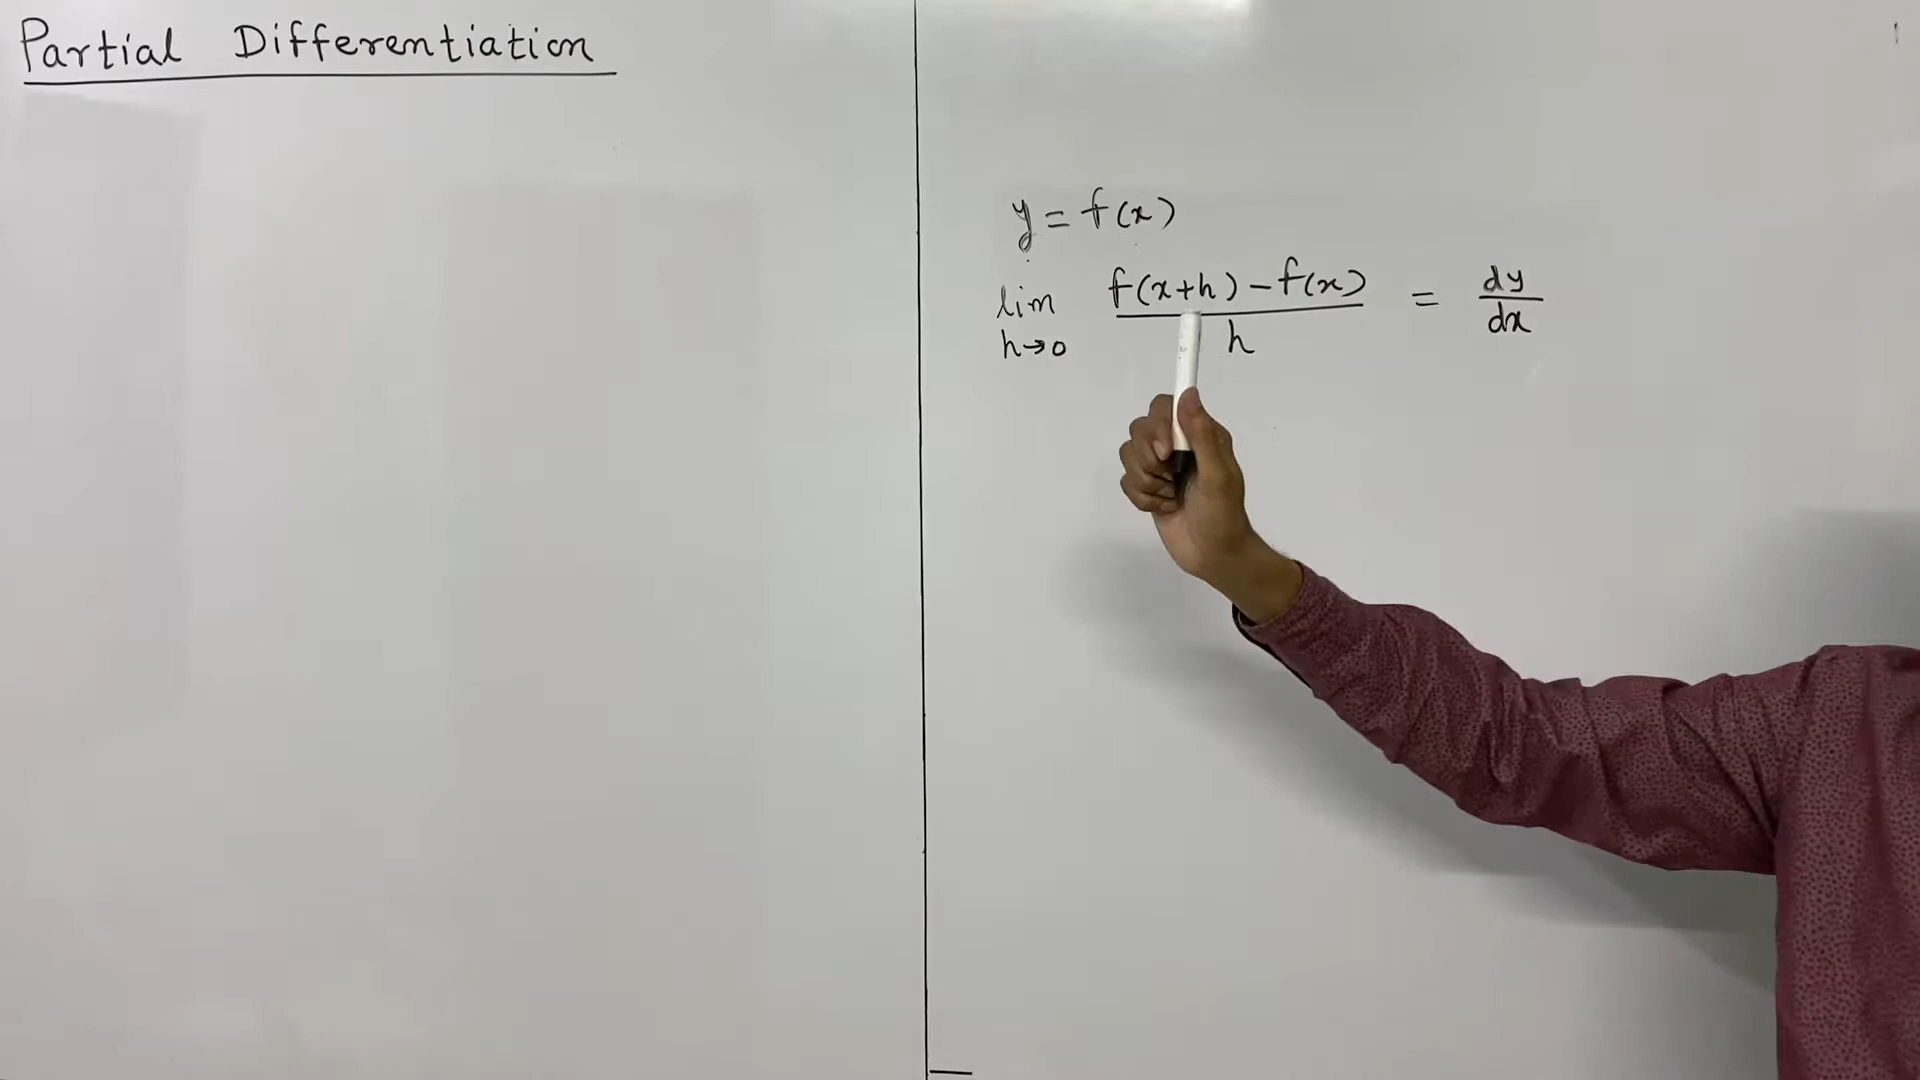 Partial Differentiation
y = f(x)
lim h→0 f(x+h) - f(x) / h = dy/dx